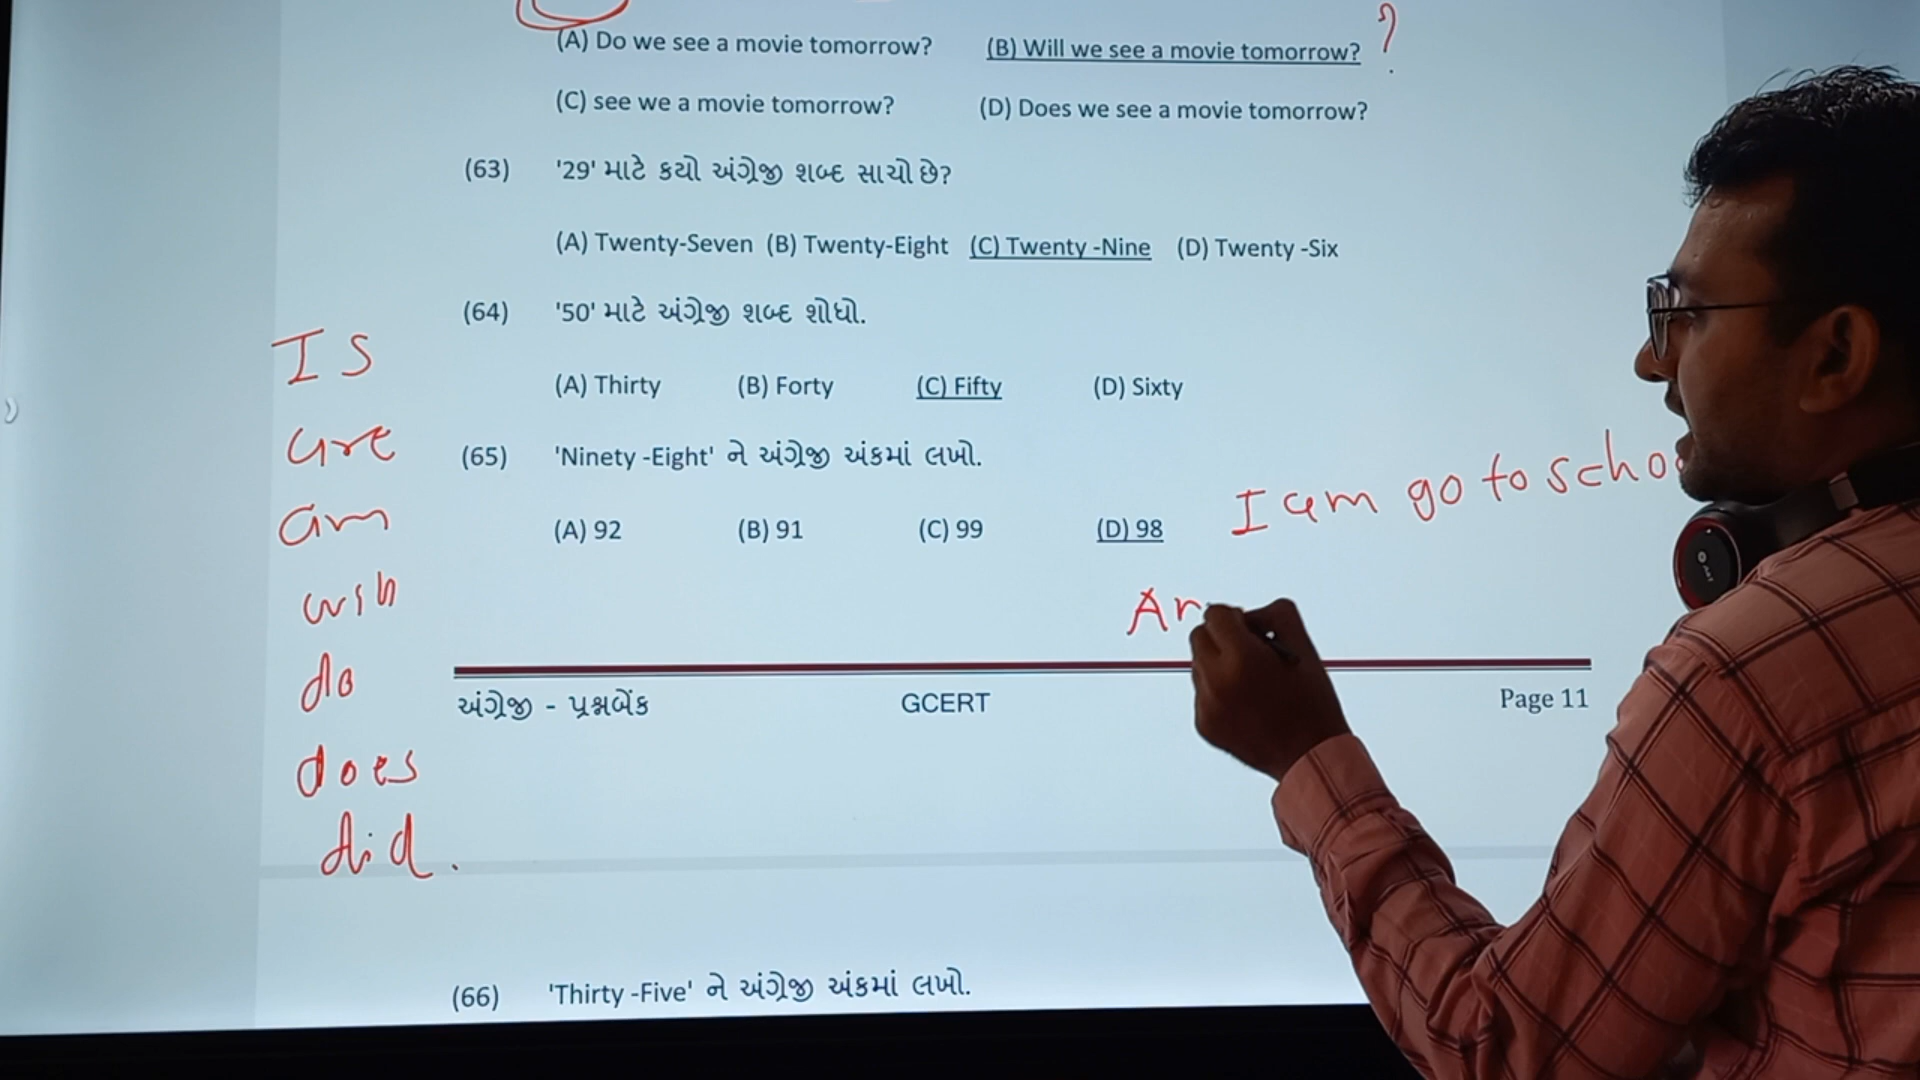 (A) Do we see a movie tomorrow? (B) Will we see a movie tomorrow? ?
(C) see we a movie tomorrow? (D) Does we see a movie tomorrow?
(63) '29' માટે કયો અંગ્રેજી શબ્દ સાચો છે?
(A) Twenty-Seven (B) Twenty-Eight (C) Twenty -Nine (D) Twenty -Six
(64) '50' માટે અંગ્રેજી શબ્દ શોધો.
(A) Thirty (B) Forty (C) Fifty (D) Sixty
(65) 'Ninety -Eight' ને અંગ્રેજી અંકમાં લખો.
(A) 92 (B) 91 (C) 99 (D) 98
Is
are
am
do
does
did.
I am go to schoo
Ar
અંગ્રેજી - પ્રશ્નબેંક GCERT Page 11
(66) 'Thirty -Five' ને અંગ્રેજી અંકમાં લખો.